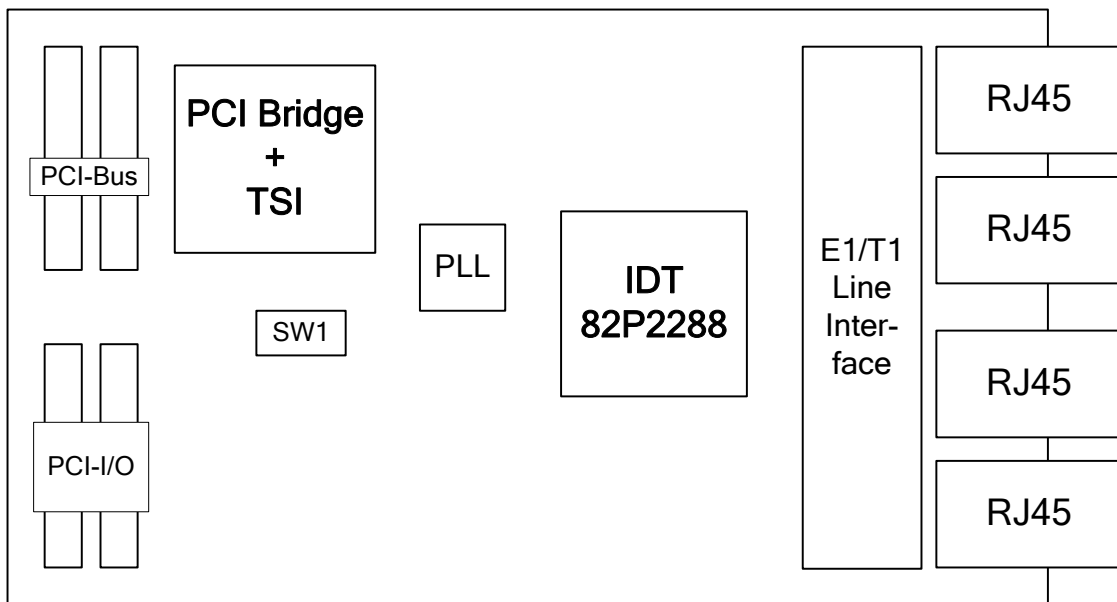 PCI-Bus
PCI Bridge
+
TSI
SW1
PCI-I/O
PLL
IDT
82P2288
E1/T1
Line
Inter-
face
RJ45
RJ45
RJ45
RJ45